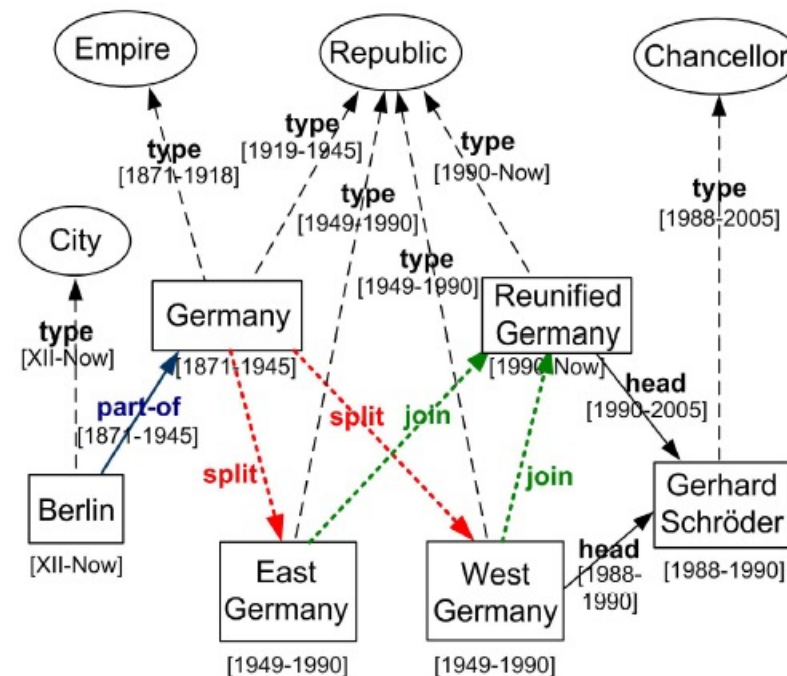 Empire
Republic
Chancellor
type
[1871-1918]
type
[1919-1945]
type
[1990-Now]
type
[1949-1990]
type
[1988-2005]
City
type
[1949-1990]
Germany
[1871-1945]
Reunified
Germany
[1990-Now]
type
[XII-Now]
part-of
[1871-1945]
split
split
join
join
head
[1990-2005]
Berlin
[XII-Now]
East
Germany
[1949-1990]
West
Germany
[1949-1990]
head
[1988-
1990]
Gerhard
Schröder
[1988-1990]